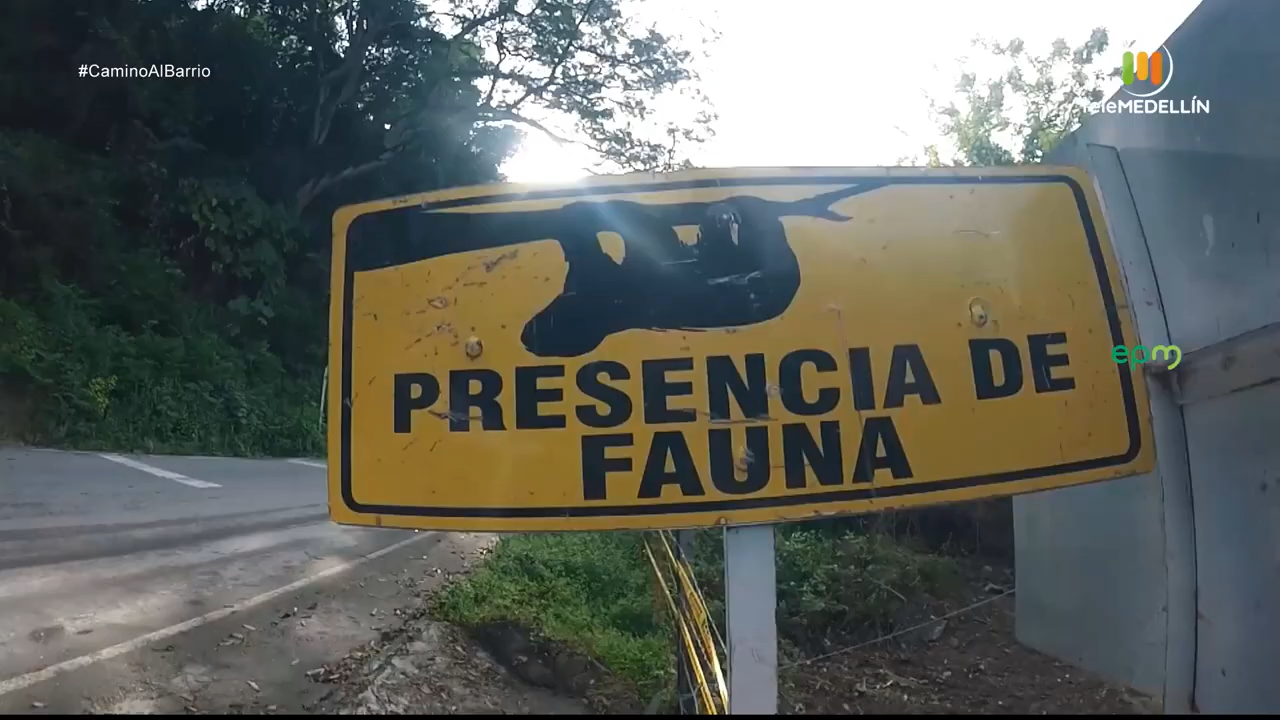 #CaminoAlBarrio
TeleMEDELLÍN
PRESENCIA DE
FAUNA
epm